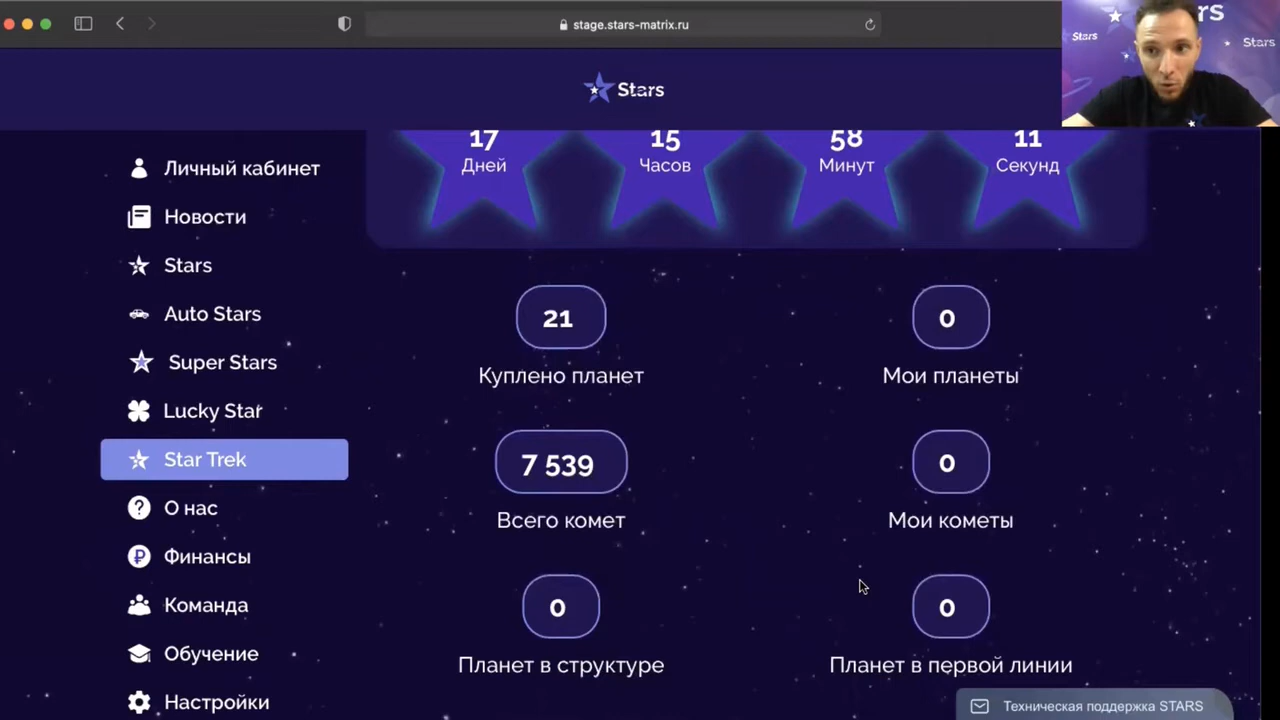 stage.stars-matrix.ru
Stars
Stars
Stars
17
Дней
15
Часов
58
Минут
11
Секунд
Личный кабинет
Новости
Stars
Auto Stars
Super Stars
Lucky Star
Star Trek
О нас
Финансы
Команда
Обучение
Настройки
21
Куплено планет
0
Мои планеты
7 539
Всего комет
0
Мои кометы
0
Планет в структуре
0
Планет в первой линии
Техническая поддержка STARS